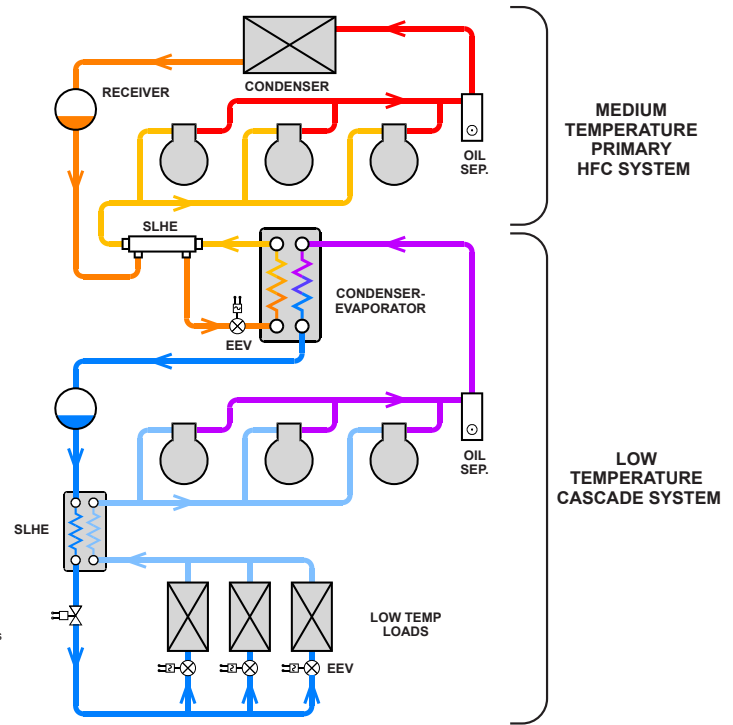 CONDENSER
RECEIVER
OIL
SEP.
MEDIUM
TEMPERATURE
PRIMARY
HFC SYSTEM
SLHE
CONDENSER-
EVAPORATOR
EEV
OIL
SEP.
LOW
TEMPERATURE
CASCADE SYSTEM
SLHE
LOW TEMP
LOADS
s
EEV